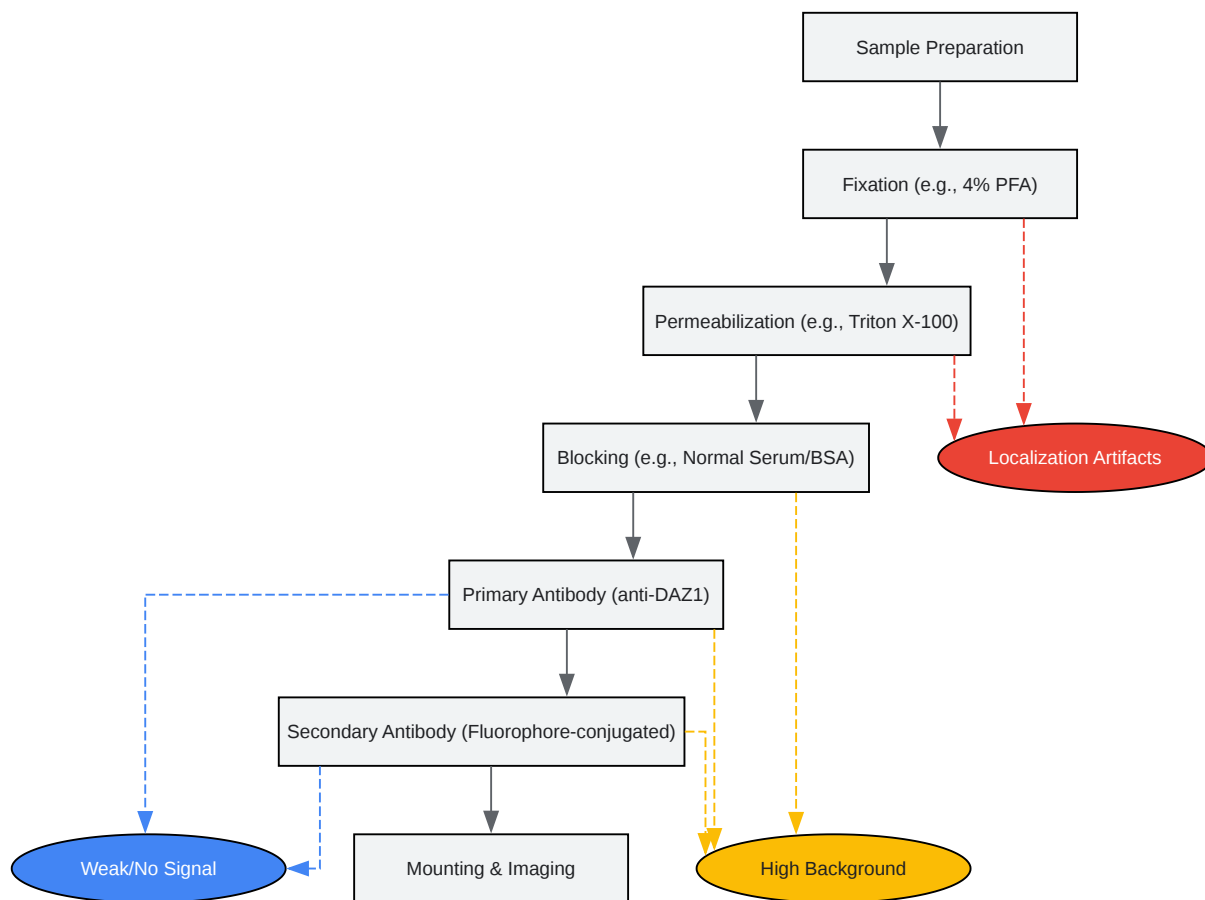 Sample Preparation
Fixation (e.g., 4% PFA)
Permeabilization (e.g., Triton X-100)
Blocking (e.g., Normal Serum/BSA)
Localization Artifacts
Primary Antibody (anti-DAZ1)
Secondary Antibody (Fluorophore-conjugated)
Weak/No Signal
Mounting & Imaging
High Background